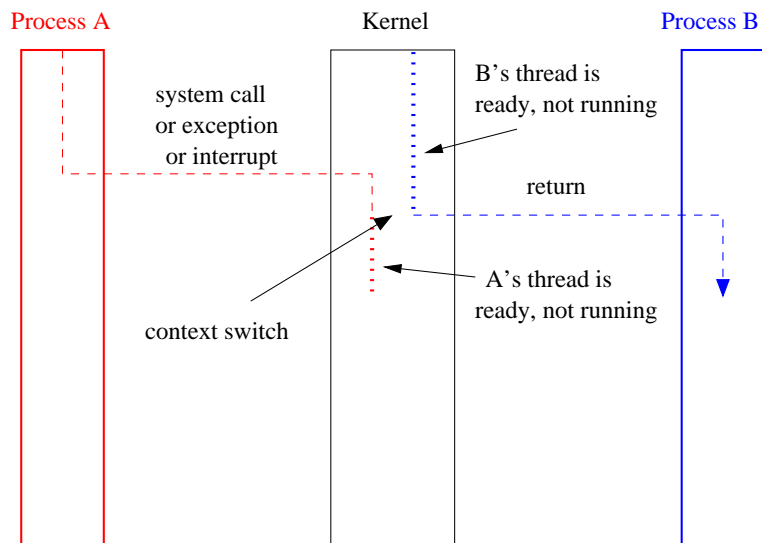 Process A
Kernel
Process B
system call
or exception
or interrupt
B's thread is
ready, not running
return
A's thread is
ready, not running
context switch